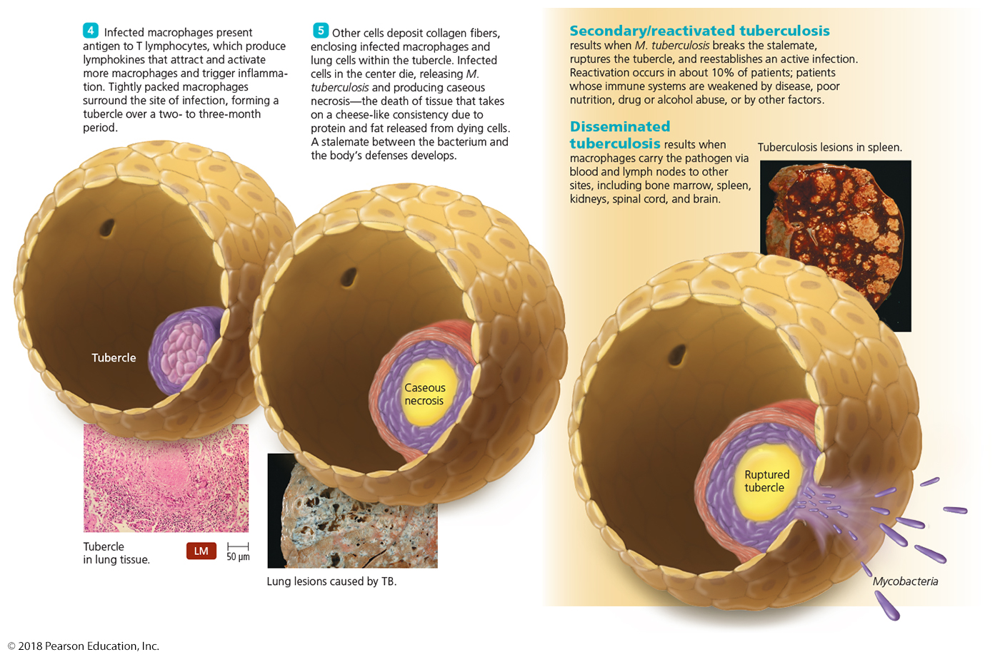 4 Infected macrophages present
antigen to T lymphocytes, which produce
lymphokines that attract and activate
more macrophages and trigger inflamma-
tion. Tightly packed macrophages
surround the site of infection, forming a
tubercle over a two- to three-month
period.
Tubercle
Tubercle
in lung tissue.
LM
50 µm
5 Other cells deposit collagen fibers,
enclosing infected macrophages and
lung cells within the tubercle. Infected
cells in the center die, releasing M.
tuberculosis and producing caseous
necrosis—the death of tissue that takes
on a cheese-like consistency due to
protein and fat released from dying cells.
A stalemate between the bacterium and
the body's defenses develops.
Caseous
necrosis
Lung lesions caused by TB.
Secondary/reactivated tuberculosis
results when M. tuberculosis breaks the stalemate,
ruptures the tubercle, and reestablishes an active infection.
Reactivation occurs in about 10% of patients; patients
whose immune systems are weakened by disease, poor
nutrition, drug or alcohol abuse, or by other factors.
Disseminated
tuberculosis results when
macrophages carry the pathogen via
blood and lymph nodes to other
sites, including bone marrow, spleen,
kidneys, spinal cord, and brain.
Tuberculosis lesions in spleen.
Ruptured
tubercle
Mycobacteria
© 2018 Pearson Education, Inc.